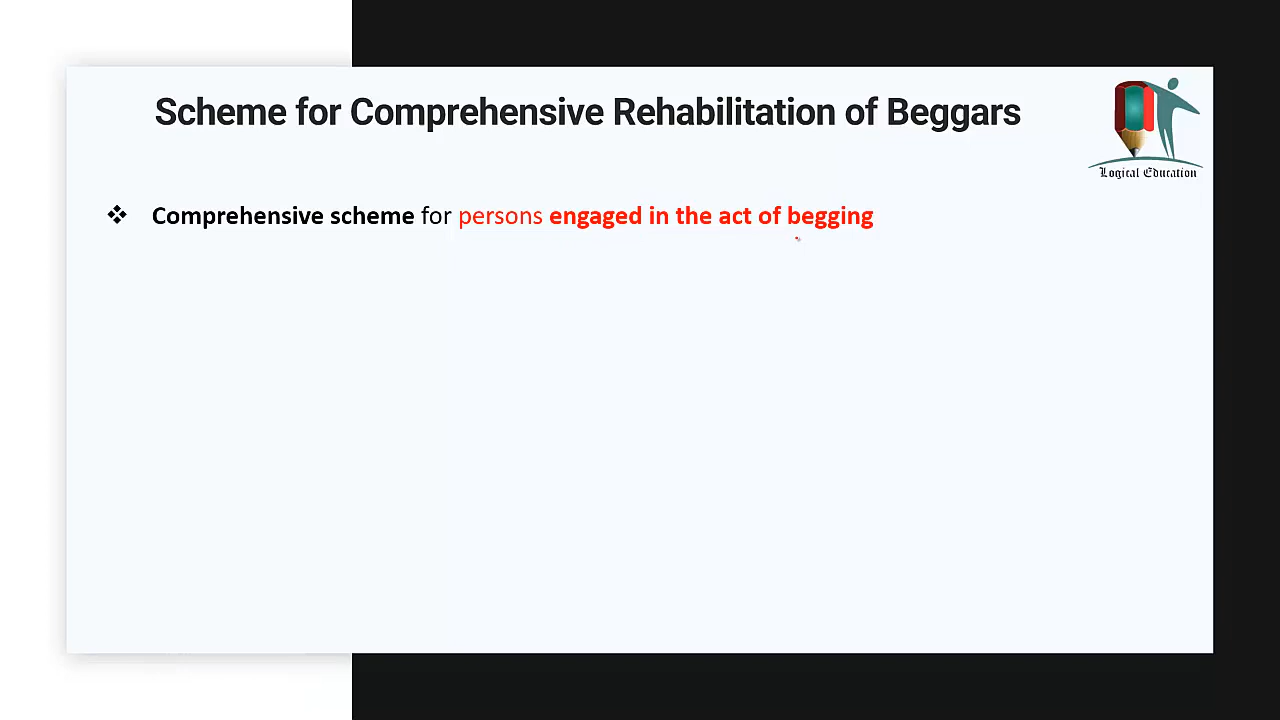 Scheme for Comprehensive Rehabilitation of Beggars
Logical Education
❖ Comprehensive scheme for persons engaged in the act of begging